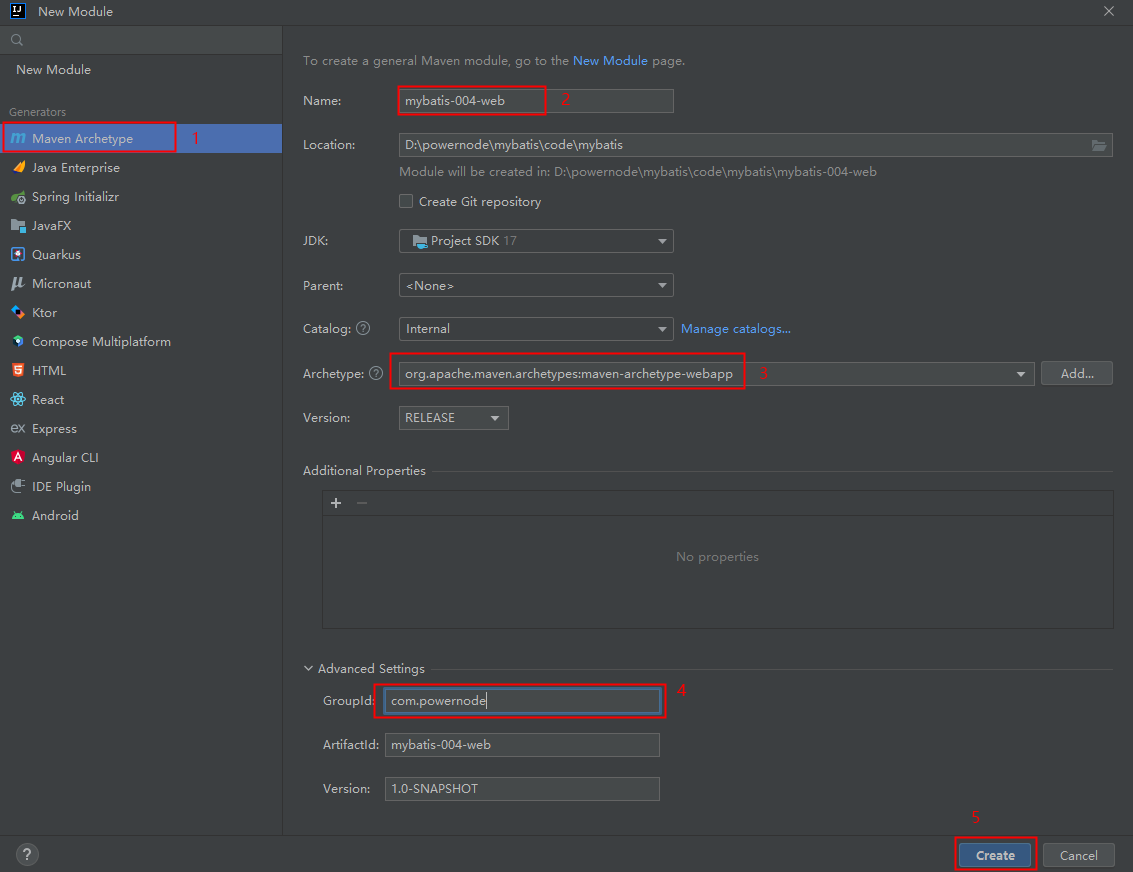 New Module
New Module
Generators
Maven Archetype 1
Java Enterprise
Spring Initializr
JavaFX
Quarkus
Micronaut
Ktor
Compose Multiplatform
HTML
React
Express
Angular CLI
IDE Plugin
Android
To create a general Maven module, go to the New Module page.
Name: mybatis-004-web 2
Location: D:\powernode\mybatis\code\mybatis
Module will be created in: D:\powernode\mybatis\code\mybatis\mybatis-004-web
Create Git repository
JDK: Project SDK 17
Parent: <None>
Catalog: ? Internal Manage catalogs...
Archetype: ? org.apache.maven.archetypes:maven-archetype-webapp 3 Add...
Version: RELEASE
Additional Properties
+ −
No properties
Advanced Settings
GroupId: com.powernode 4
ArtifactId: mybatis-004-web
Version: 1.0-SNAPSHOT
5
? Create Cancel